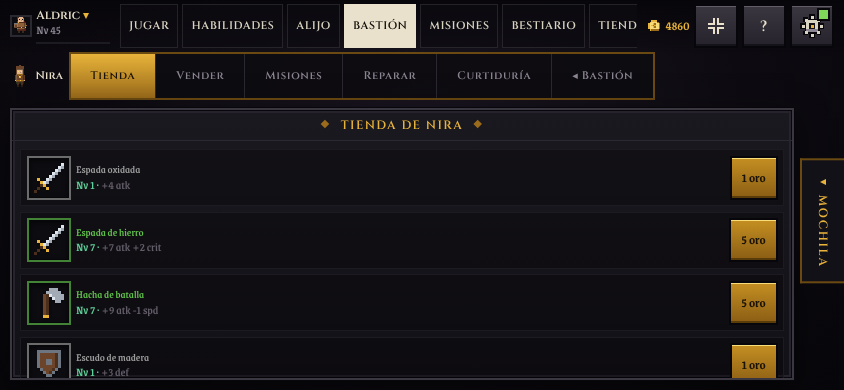 ALDRIC ▾
Nv 45
JUGAR
HABILIDADES
ALIJO
BASTIÓN
MISIONES
BESTIARIO
TIEND
4860
?
NIRA
TIENDA
VENDER
MISIONES
REPARAR
CURTIDURÍA
◂ BASTIÓN
◆ TIENDA DE NIRA ◆
Espada oxidada
Nv 1 · +4 atk
1 oro
Espada de hierro
Nv 7 · +7 atk +2 crit
5 oro
Hacha de batalla
Nv 7 · +9 atk -1 spd
5 oro
Escudo de madera
Nv 1 · +3 def
1 oro
◂ MOCHILA